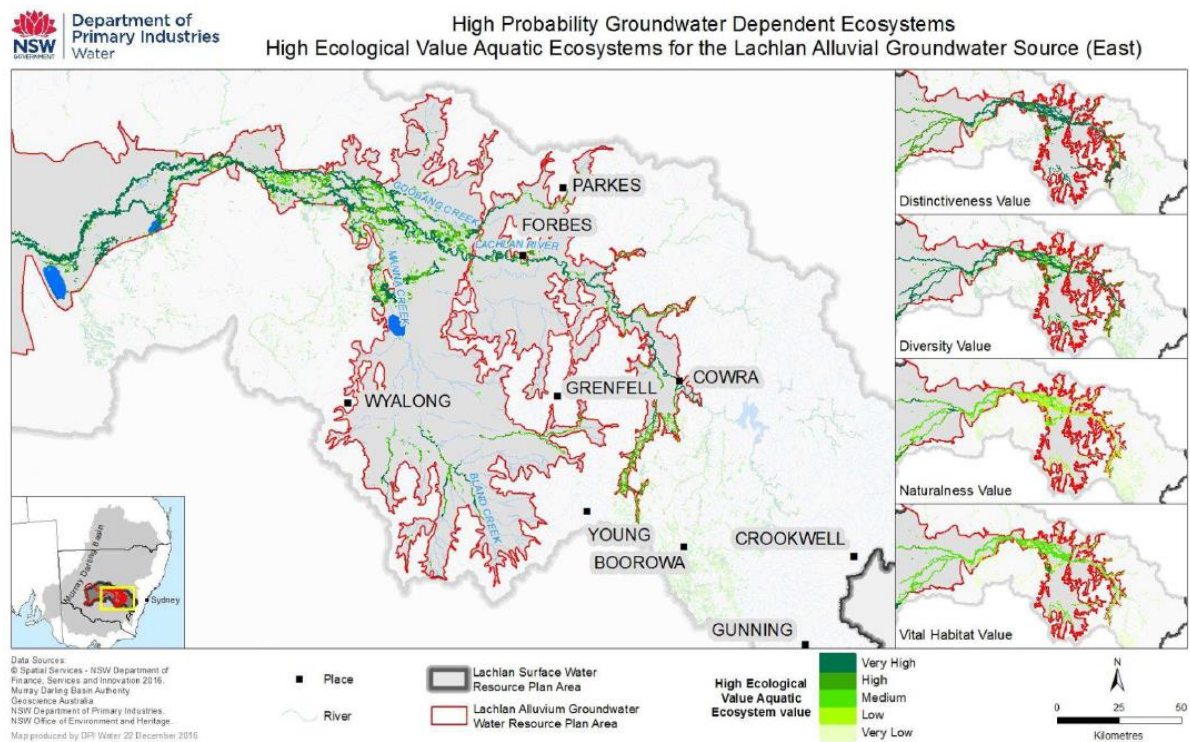 NSW
GOVERNMENT
Department of
Primary Industries
Water
High Probability Groundwater Dependent Ecosystems
High Ecological Value Aquatic Ecosystems for the Lachlan Alluvial Groundwater Source (East)
PARKES
GOOBANG CREEK
FORBES
LACHLAN RIVER
MANNA CREEK
COWRA
GRENFELL
WYALONG
BLAND CREEK
YOUNG
BOOROWA
CROOKWELL
GUNNING
Murray Darling Basin
Sydney
Distinctiveness Value
Diversity Value
Naturalness Value
Vital Habitat Value
Data Sources:
© Spatial Services - NSW Department of
Finance, Services and Innovation 2016.
Murray Darling Basin Authority
Geoscience Australia
NSW Department of Primary Industries.
NSW Office of Environment and Heritage.
Map produced by DPI Water 22 December 2016
Place
River
Lachlan Surface Water
Resource Plan Area
Lachlan Alluvium Groundwater
Water Resource Plan Area
High Ecological
Value Aquatic
Ecosystem value
Very High
High
Medium
Low
Very Low
N
0 25 50
Kilometres